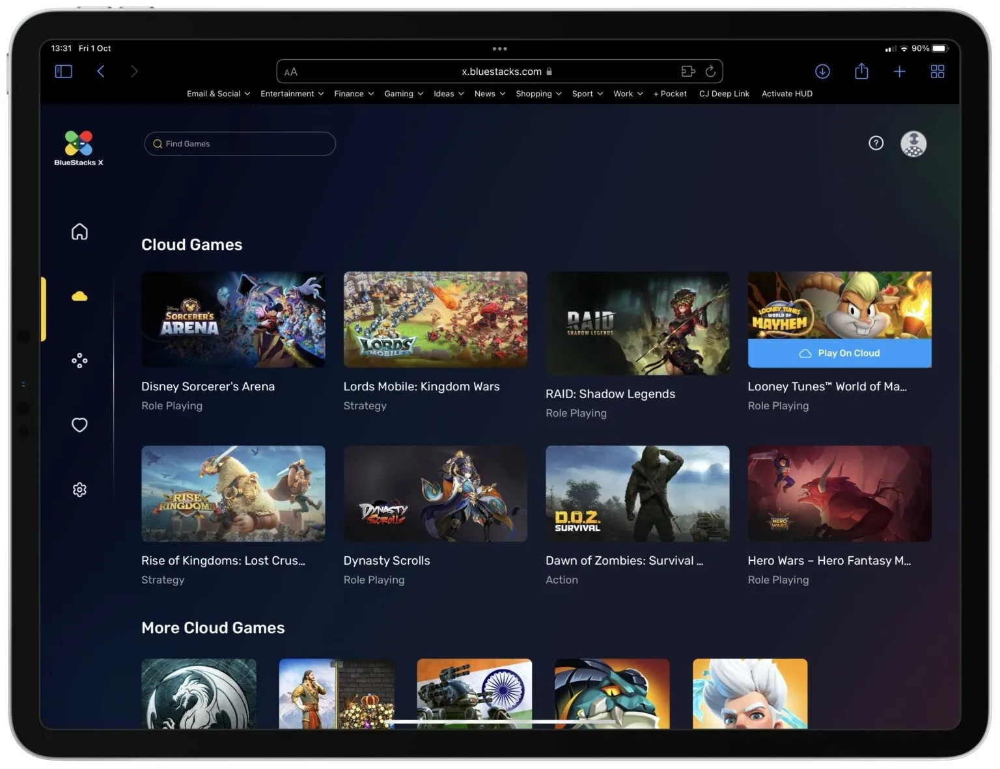 13:31 Fri 1 Oct
90%
AA
x.bluestacks.com
Email & Social
Entertainment
Finance
Gaming
Ideas
News
Shopping
Sport
Work
+ Pocket
CJ Deep Link
Activate HUD
BlueStacks X
Find Games
?
Cloud Games
Disney
SORCERER'S
ARENA
LORDS
MOBILE
RAID
SHADOW LEGENDS
LOONEY TUNES
WORLD OF
MAYHEM
Play On Cloud
Disney Sorcerer's Arena
Role Playing
Lords Mobile: Kingdom Wars
Strategy
RAID: Shadow Legends
Role Playing
Looney Tunes™ World of Ma...
Role Playing
RISE OF
KINGDOMS
DYNASTY
SCROLLS
D.O.Z.
SURVIVAL
HERO
WARS
Rise of Kingdoms: Lost Crus...
Strategy
Dynasty Scrolls
Role Playing
Dawn of Zombies: Survival ...
Action
Hero Wars – Hero Fantasy M...
Role Playing
More Cloud Games